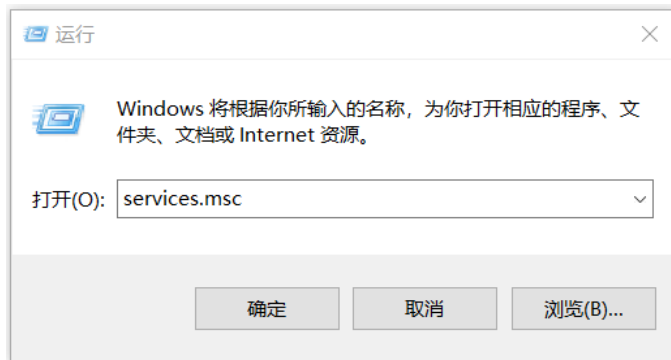 运行
Windows 将根据你所输入的名称，为你打开相应的程序、文
件夹、文档或 Internet 资源。
打开(O): services.msc
确定 取消 浏览(B)...